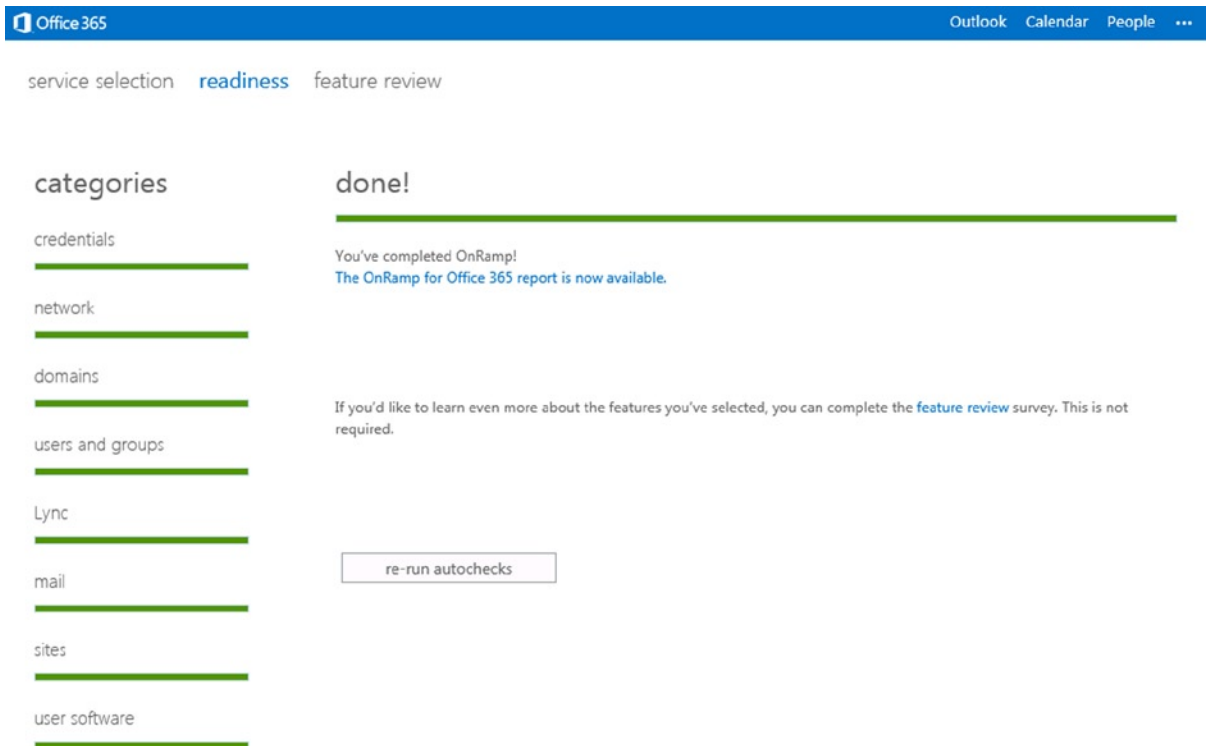 Office 365
Outlook Calendar People ...
service selection readiness feature review
categories
credentials
network
domains
users and groups
Lync
mail
sites
user software
done!
You've completed OnRamp!
The OnRamp for Office 365 report is now available.
If you'd like to learn even more about the features you've selected, you can complete the feature review survey. This is not
required.
re-run autochecks